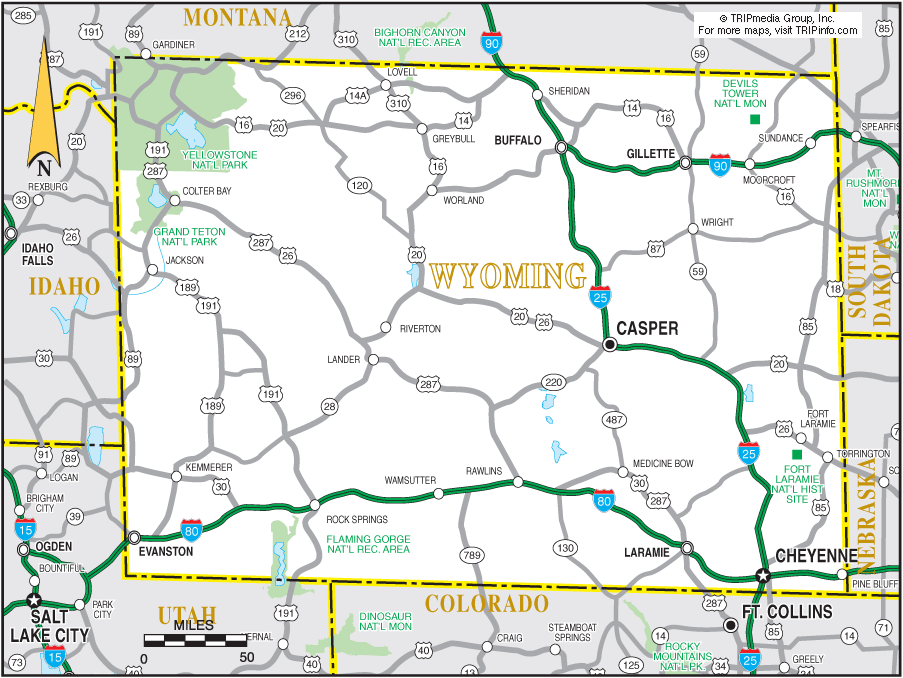 © TRIPmedia Group, Inc.
For more maps, visit TRIPinfo.com
MONTANA
285
191
89
212
310
BIGHORN CANYON
NAT'L REC. AREA
90
59
85
GARDINER
287
LOVELL
14A
310
296
SHERIDAN
14
16
DEVILS
TOWER
NAT'L MON
SUNDANCE
SPEARFIS
20
16
20
14
GREYBULL
BUFFALO
GILLETTE
90
MOORCROFT
16
MT.
RUSHMOR
NAT'L
MON
191
287
YELLOWSTONE
NAT'L PARK
16
120
WORLAND
N
REXBURG
33
COLTER BAY
26
IDAHO
FALLS
GRAND TETON
NAT'L PARK
287
26
20
WRIGHT
87
59
W
N
JACKSON
189
191
WYOMING
IDAHO
25
18
SOUTH
DAKOTA
RIVERTON
20
26
CASPER
85
30
89
LANDER
287
220
20
20
28
189
191
487
FORT
LARAMIE
26
91
89
LOGAN
KEMMERER
30
WAMSUTTER
RAWLINS
MEDICINE BOW
30
287
25
TORRINGTON
FORT
LARAMIE
NAT'L HIST
SITE
NEBRASKA
BRIGHAM
CITY
39
15
80
ROCK SPRINGS
80
85
OGDEN
EVANSTON
FLAMING GORGE
NAT'L REC. AREA
789
130
LARAMIE
CHEYENNE
BOUNTIFUL
PINE BLUFF
PARK
CITY
SALT
LAKE CITY
UTAH
MILES
0
50
191
ERNAL
40
COLORADO
DINOSAUR
NAT'L MON
40
CRAIG
STEAMBOAT
SPRINGS
13
125
287
FT. COLLINS
14
ROCKY
MOUNTAINS
NAT'L PK.
34
85
14
71
25
GREELY
73
15
40